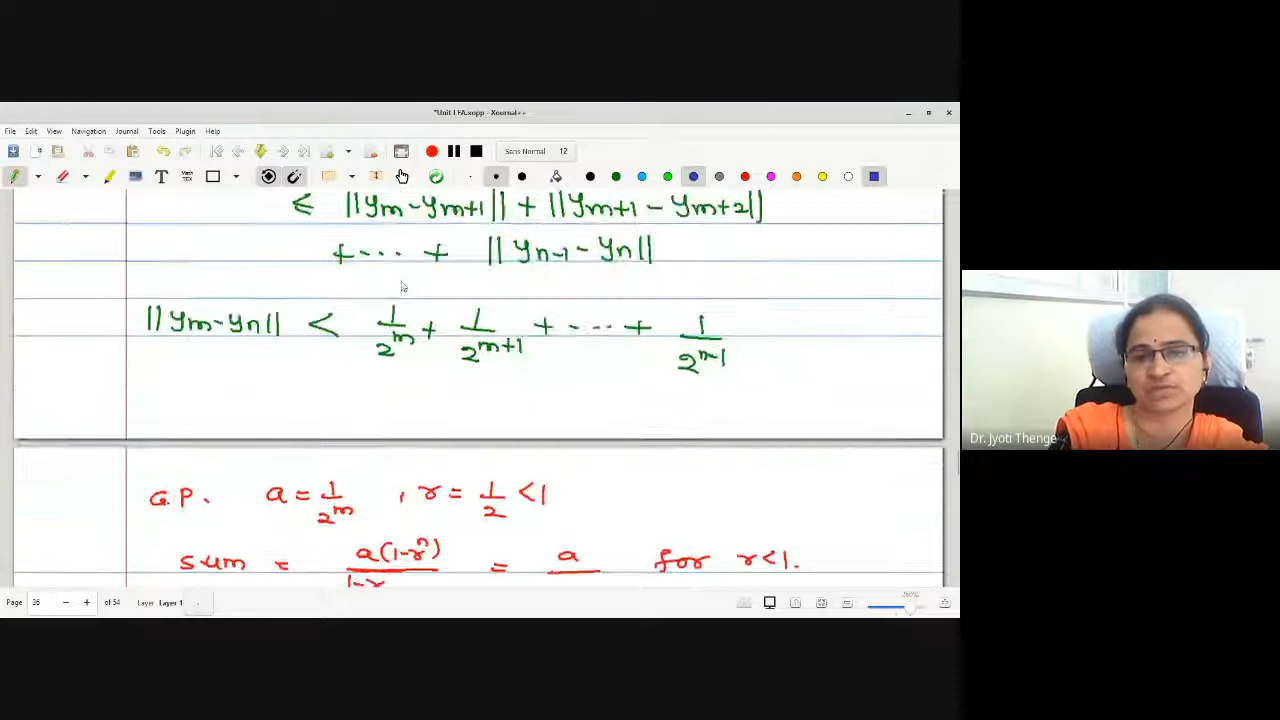 *Unit I FA.xopp - Xournal++
File Edit View Navigation Journal Tools Plugin Help
Sans Normal 12
≤ ||ym - ym+1|| + ||ym+1 - ym+2||
+ ... + ||yn-1 - yn||
||ym - yn|| < 1/2^m + 1/2^m+1 + ... + 1/2^n-1
G.P. a = 1/2^m , r = 1/2 < 1
sum = a(1-r^n)/1-r = a for r<1.
Page 36 of 54 Layer Layer 1
Dr. Jyoti Thenge